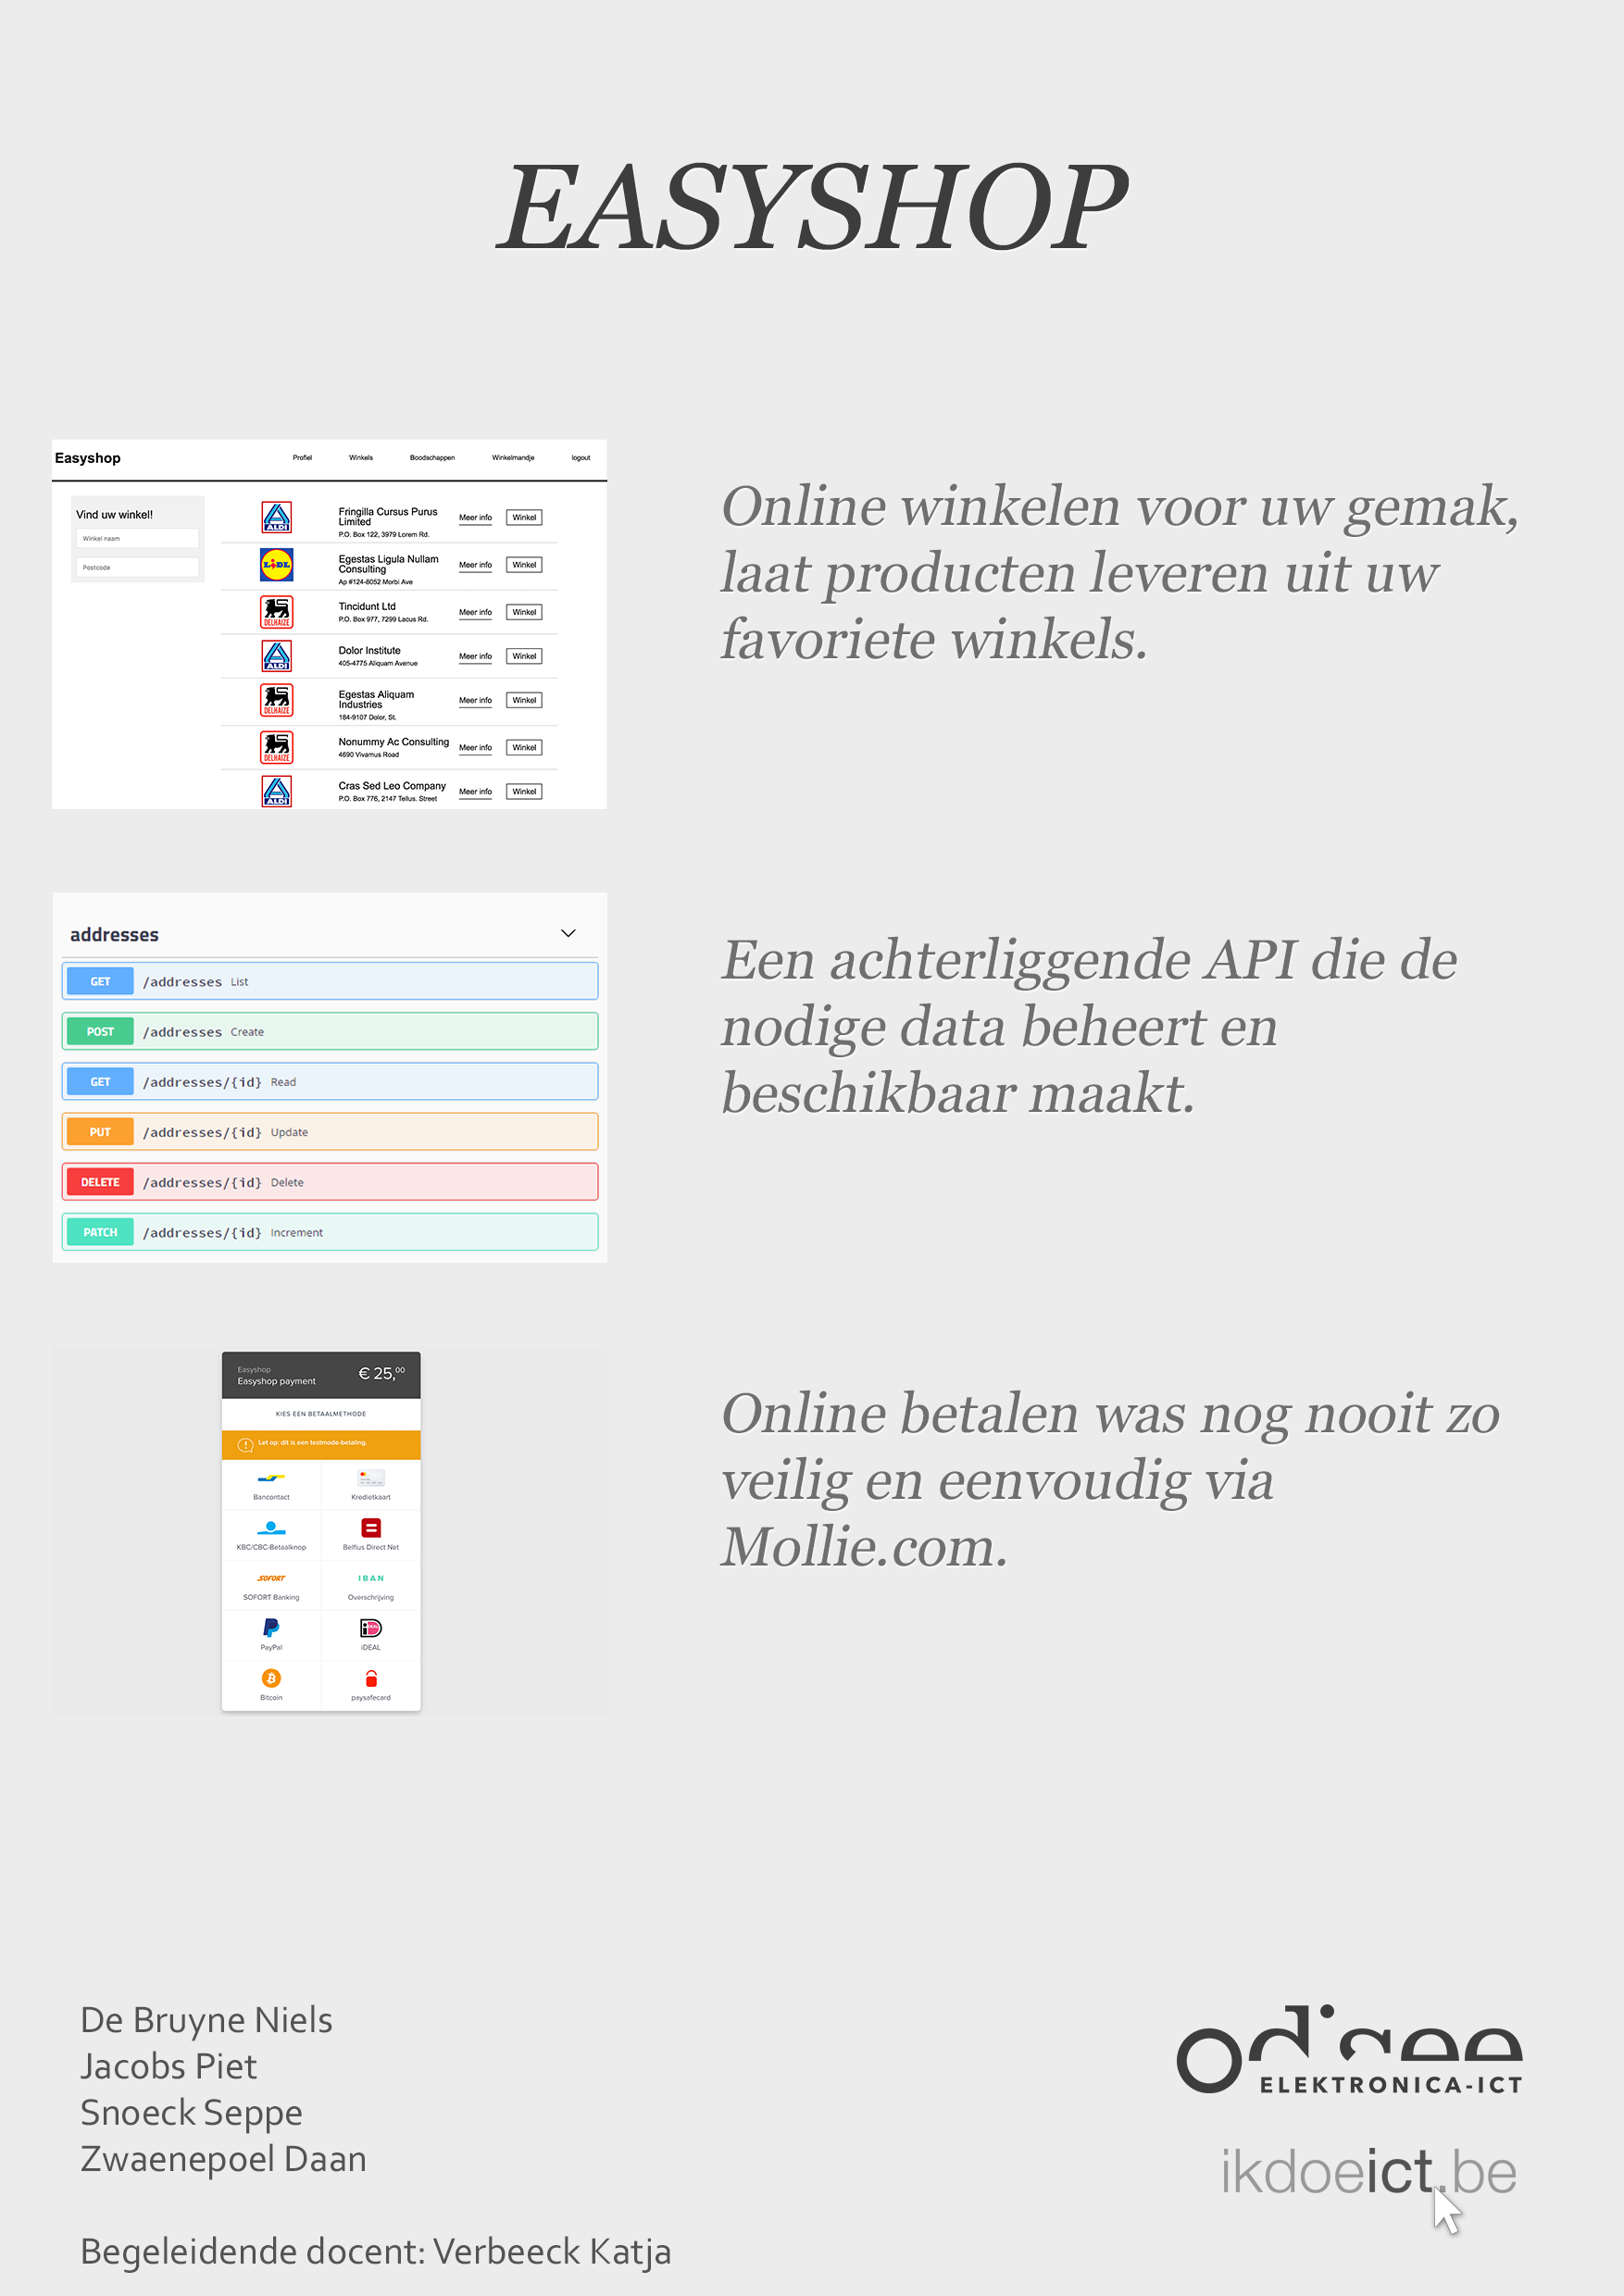 EASYSHOP
Easyshop
Profiel Winkels Boodschappen Winkelmandje logout
Vind uw winkel!
Winkel naam
Postcode
ALDI
Fringilla Cursus Purus
Limited
P.O. Box 122, 3979 Lorem Rd.
Meer info Winkel
LIDL
Egestas Ligula Nullam
Consulting
Ap #124-8052 Morbi Ave
Meer info Winkel
DELHAIZE
Tincidunt Ltd
P.O. Box 977, 7299 Lacus Rd.
Meer info Winkel
ALDI
Dolor Institute
405-4775 Aliquam Avenue
Meer info Winkel
DELHAIZE
Egestas Aliquam
Industries
184-9107 Dolor, St.
Meer info Winkel
DELHAIZE
Nonummy Ac Consulting
4690 Vivamus Road
Meer info Winkel
ALDI
Cras Sed Leo Company
P.O. Box 776, 2147 Tellus. Street
Meer info Winkel
Online winkelen voor uw gemak,
laat producten leveren uit uw
favoriete winkels.
addresses
GET /addresses List
POST /addresses Create
GET /addresses/{id} Read
PUT /addresses/{id} Update
DELETE /addresses/{id} Delete
PATCH /addresses/{id} Increment
Een achterliggende API die de
nodige data beheert en
beschikbaar maakt.
Easyshop
Easyshop payment € 25,00
KIES EEN BETAALMETHODE
Let op: dit is een testmode-betaling.
Bancontact Kredietkaart
KBC/CBC-Betaalknop Belfius Direct Net
SOFORT IBAN
SOFORT Banking Overschrijving
PayPal iDEAL
Bitcoin paysafecard
Online betalen was nog nooit zo
veilig en eenvoudig via
Mollie.com.
De Bruyne Niels
Jacobs Piet
Snoeck Seppe
Zwaenepoel Daan
Begeleidende docent: Verbeeck Katja
odisee
ELEKTRONICA-ICT
ikdoeict.be